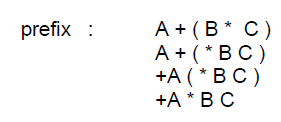 prefix : A + ( B * C )
A + ( * B C )
+A ( * B C )
+A * B C